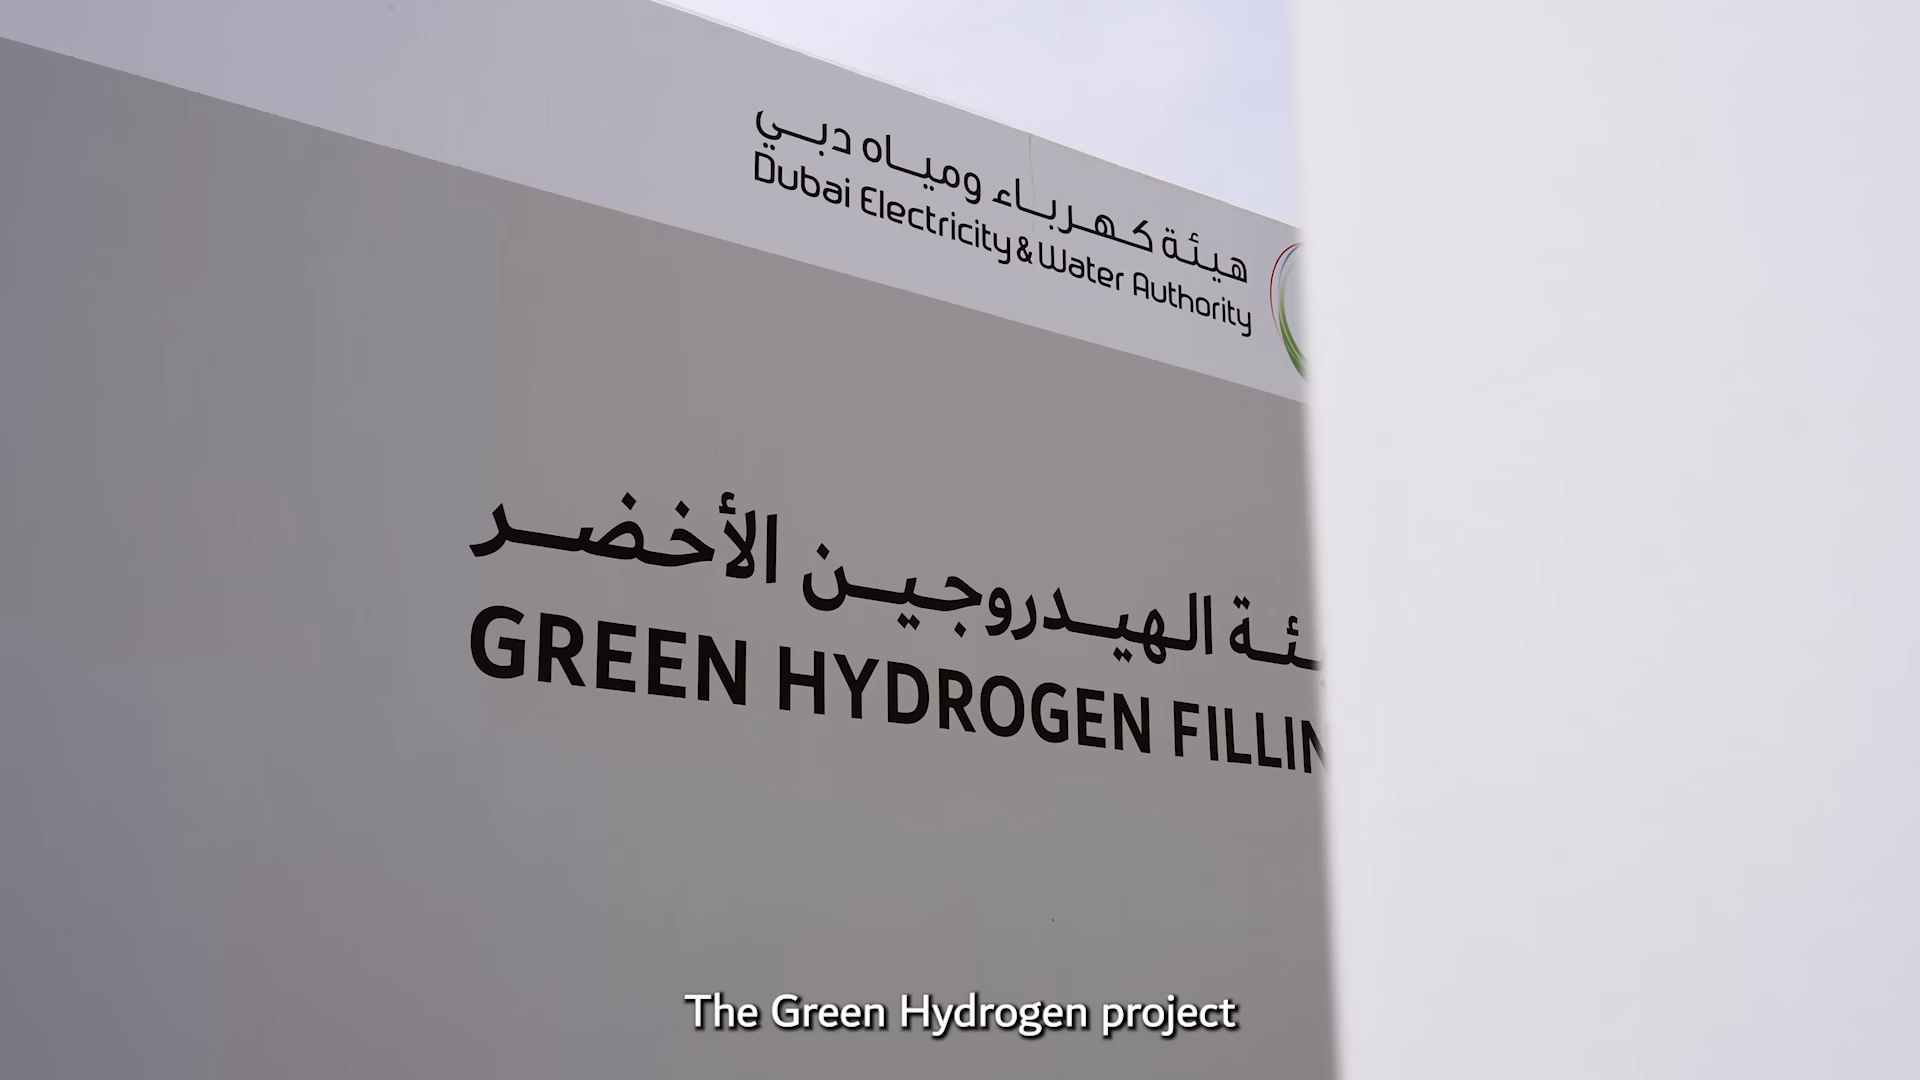 هيئة كهرباء ومياه دبي
Dubai Electricity & Water Authority
الهيدروجين الأخضر
GREEN HYDROGEN
The Green Hydrogen project